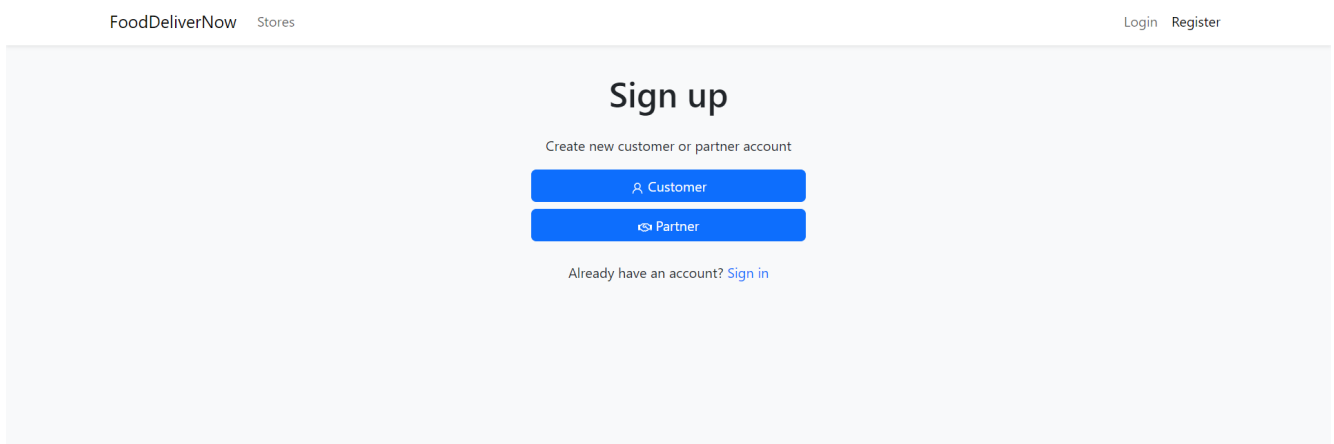 FoodDeliverNow Stores Login Register
Sign up
Create new customer or partner account
Customer
Partner
Already have an account? Sign in